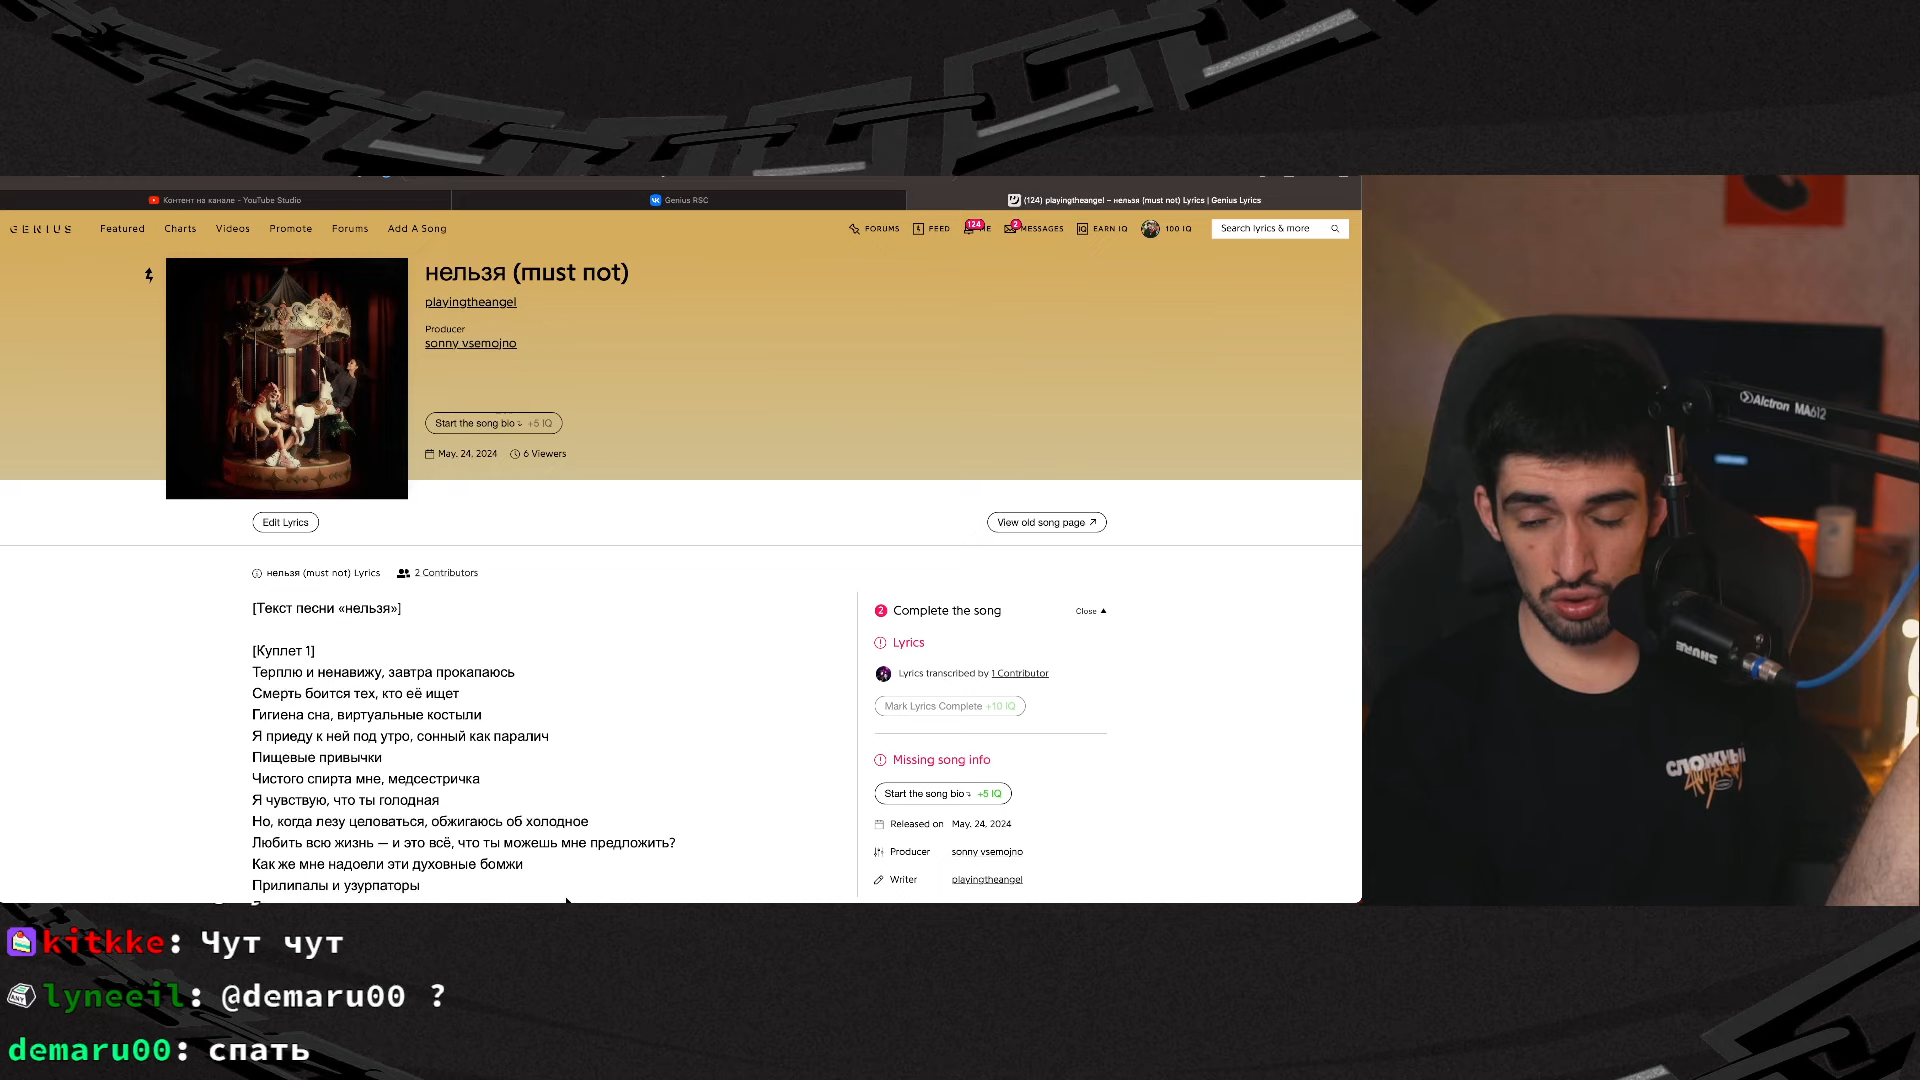 Контент на канале - YouTube Studio
Genius RSC
(124) playingtheangel – нельзя (must not) Lyrics | Genius Lyrics
GENIUS
Featured
Charts
Videos
Promote
Forums
Add A Song
FORUMS
FEED
124
ME
2
MESSAGES
EARN IQ
100 IQ
Search lyrics & more
нельзя (must not)
playingtheangel
Producer
sonny vsemojno
Start the song bio +5 IQ
May. 24, 2024
6 Viewers
Edit Lyrics
View old song page
нельзя (must not) Lyrics
2 Contributors
[Текст песни «нельзя»]
[Куплет 1]
Терплю и ненавижу, завтра прокапаюсь
Смерть боится тех, кто её ищет
Гигиена сна, виртуальные костыли
Я приеду к ней под утро, сонный как паралич
Пищевые привычки
Чистого спирта мне, медсестричка
Я чувствую, что ты голодная
Но, когда лезу целоваться, обжигаюсь об холодное
Любить всю жизнь — и это всё, что ты можешь мне предложить?
Как же мне надоели эти духовные бомжи
Прилипалы и узурпаторы
2 Complete the song
Close
Lyrics
Lyrics transcribed by 1 Contributor
Mark Lyrics Complete +10 IQ
Missing song info
Start the song bio +5 IQ
Released on May. 24, 2024
Producer sonny vsemojno
Writer playingtheangel
Alctron MA612
SHURE
СЛОЖНЫЙ
kitkke: Чут чут
lyneeil: @demaru00 ?
demaru00: спать